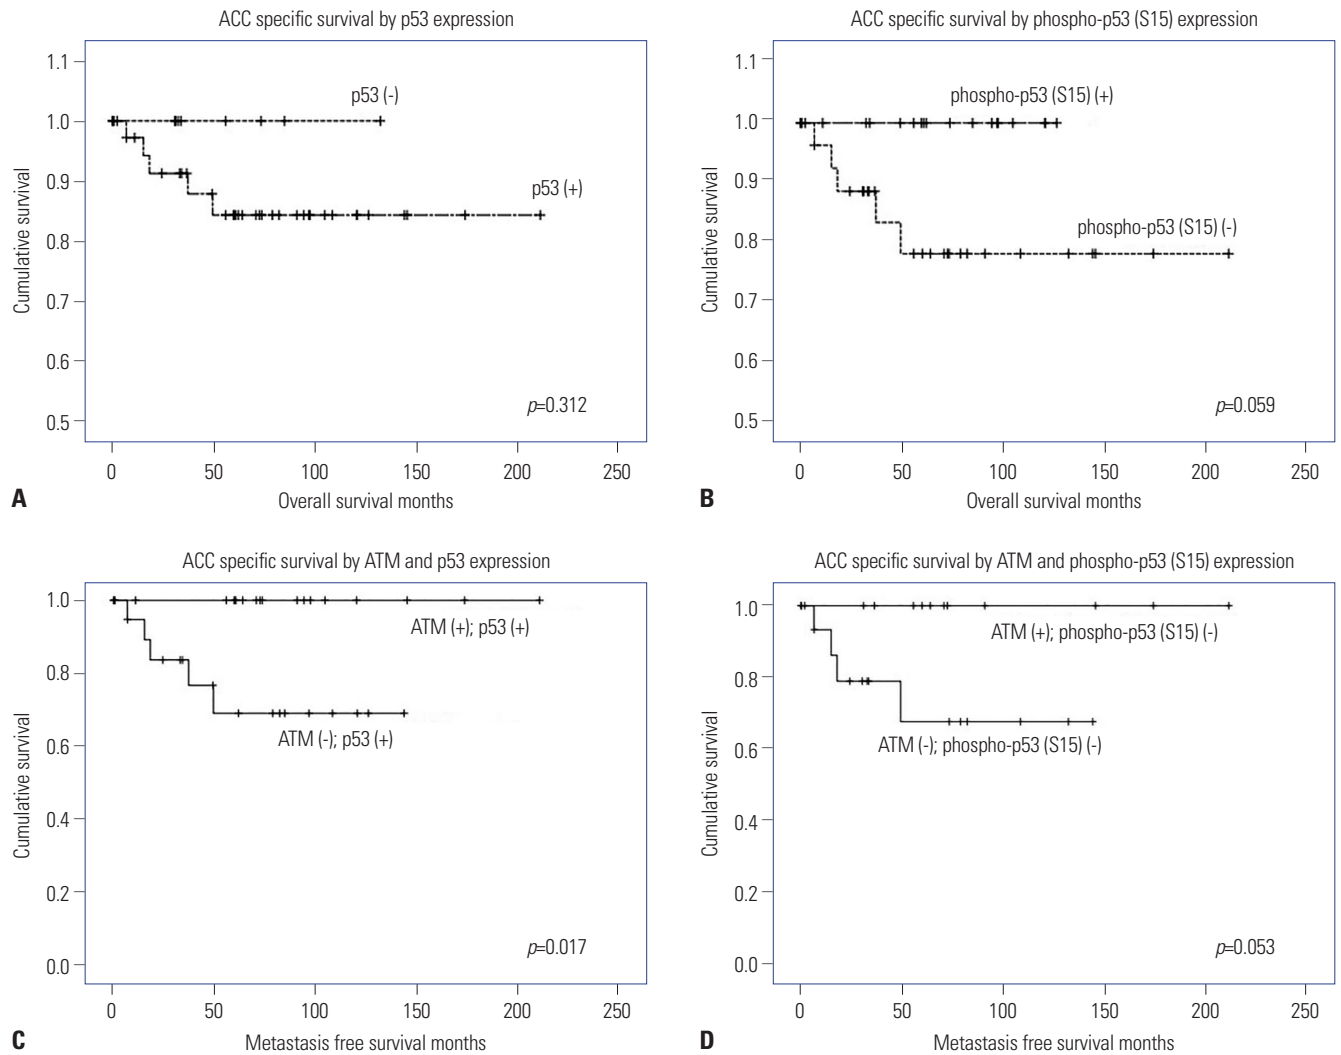 ACC specific survival by p53 expression
1.1
1.0
0.9
0.8
0.7
0.6
0.5
Cumulative survival
p53 (-)
p53 (+)
p=0.312
0 50 100 150 200 250
Overall survival months
A
ACC specific survival by phospho-p53 (S15) expression
1.1
1.0
0.9
0.8
0.7
0.6
0.5
Cumulative survival
phospho-p53 (S15) (+)
phospho-p53 (S15) (-)
p=0.059
0 50 100 150 200 250
Overall survival months
B
ACC specific survival by ATM and p53 expression
1.0
0.8
0.6
0.4
0.2
0.0
Cumulative survival
ATM (+); p53 (+)
ATM (-); p53 (+)
p=0.017
0 50 100 150 200 250
Metastasis free survival months
C
ACC specific survival by ATM and phospho-p53 (S15) expression
1.0
0.8
0.6
0.4
0.2
0.0
Cumulative survival
ATM (+); phospho-p53 (S15) (-)
ATM (-); phospho-p53 (S15) (-)
p=0.053
0 50 100 150 200 250
Metastasis free survival months
D